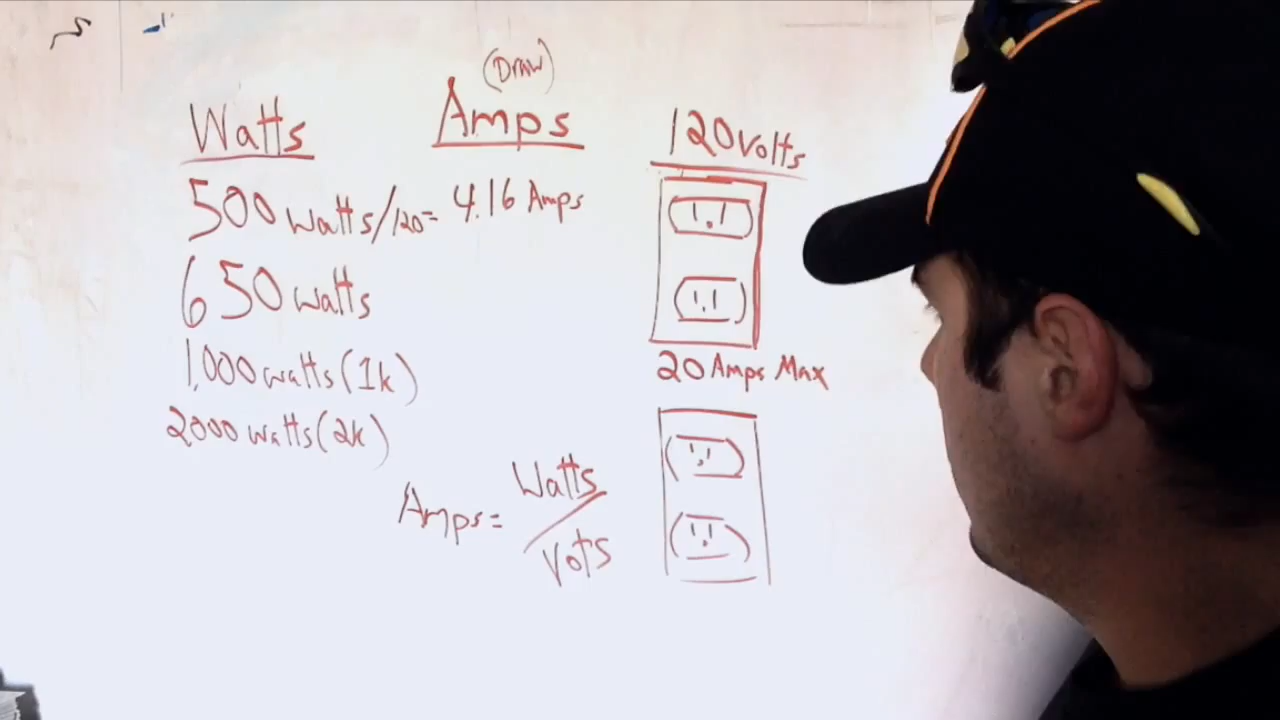 (Draw)
Watts Amps 120 Volts
500 watts/120= 4.16 Amps
650 watts
1,000 watts (1k)
20 Amps Max
2000 watts (2k)
Amps= Watts
/
Vots